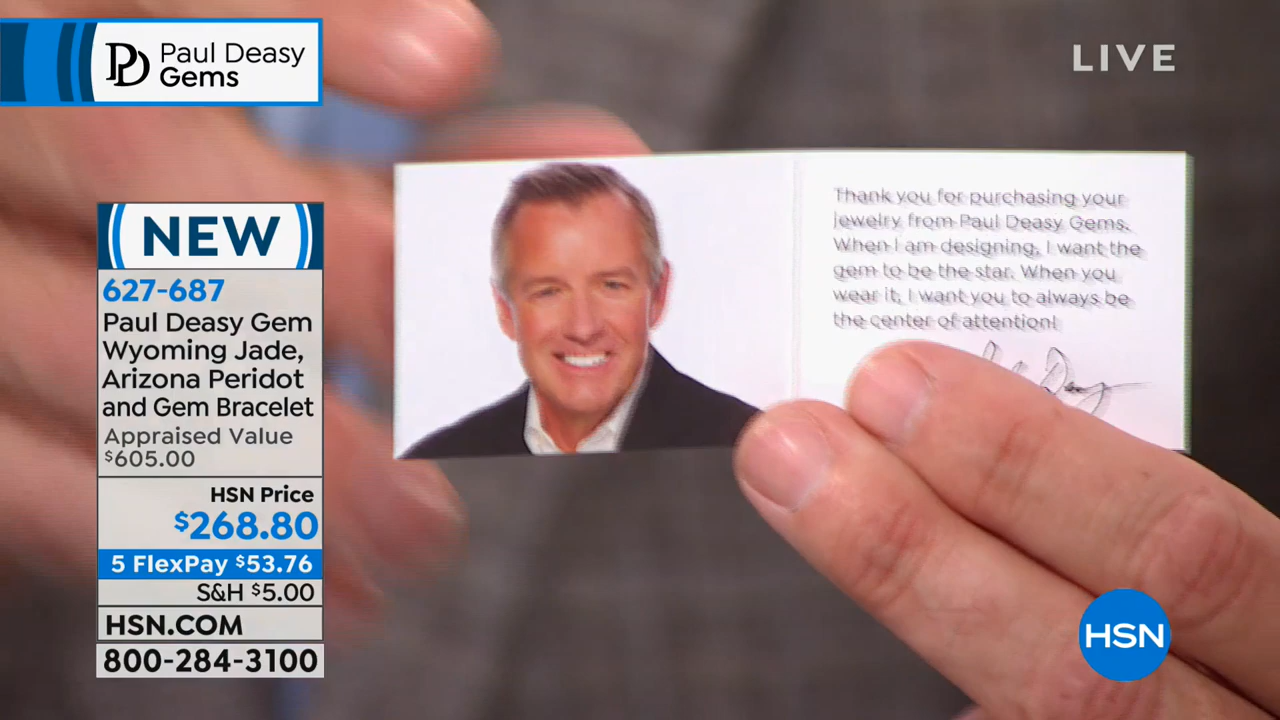 PD Paul Deasy
Gems
LIVE
NEW
627-687
Paul Deasy Gem
Wyoming Jade,
Arizona Peridot
and Gem Bracelet
Appraised Value
$605.00
HSN Price
$268.80
5 FlexPay $53.76
S&H $5.00
HSN.COM
800-284-3100
Thank you for purchasing your
jewelry from Paul Deasy Gems.
When I am designing, I want the
gem to be the star. When you
wear it, I want you to always be
the center of attention!
HSN